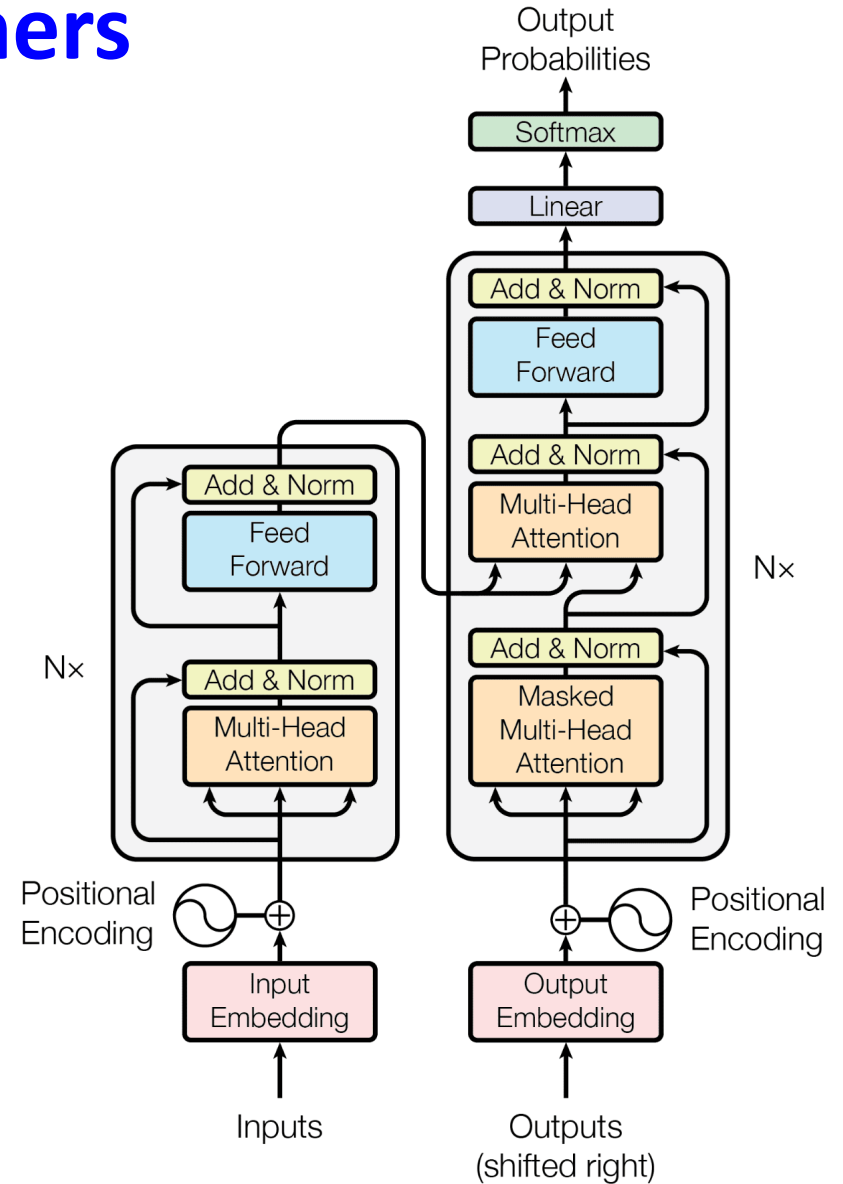 ners
Output
Probabilities
Softmax
Linear
Add & Norm
Feed
Forward
Add & Norm
Multi-Head
Attention
Nx
Add & Norm
Masked
Multi-Head
Attention
Add & Norm
Feed
Forward
Nx
Add & Norm
Multi-Head
Attention
Positional
Encoding
Positional
Encoding
Input
Embedding
Output
Embedding
Inputs
Outputs
(shifted right)